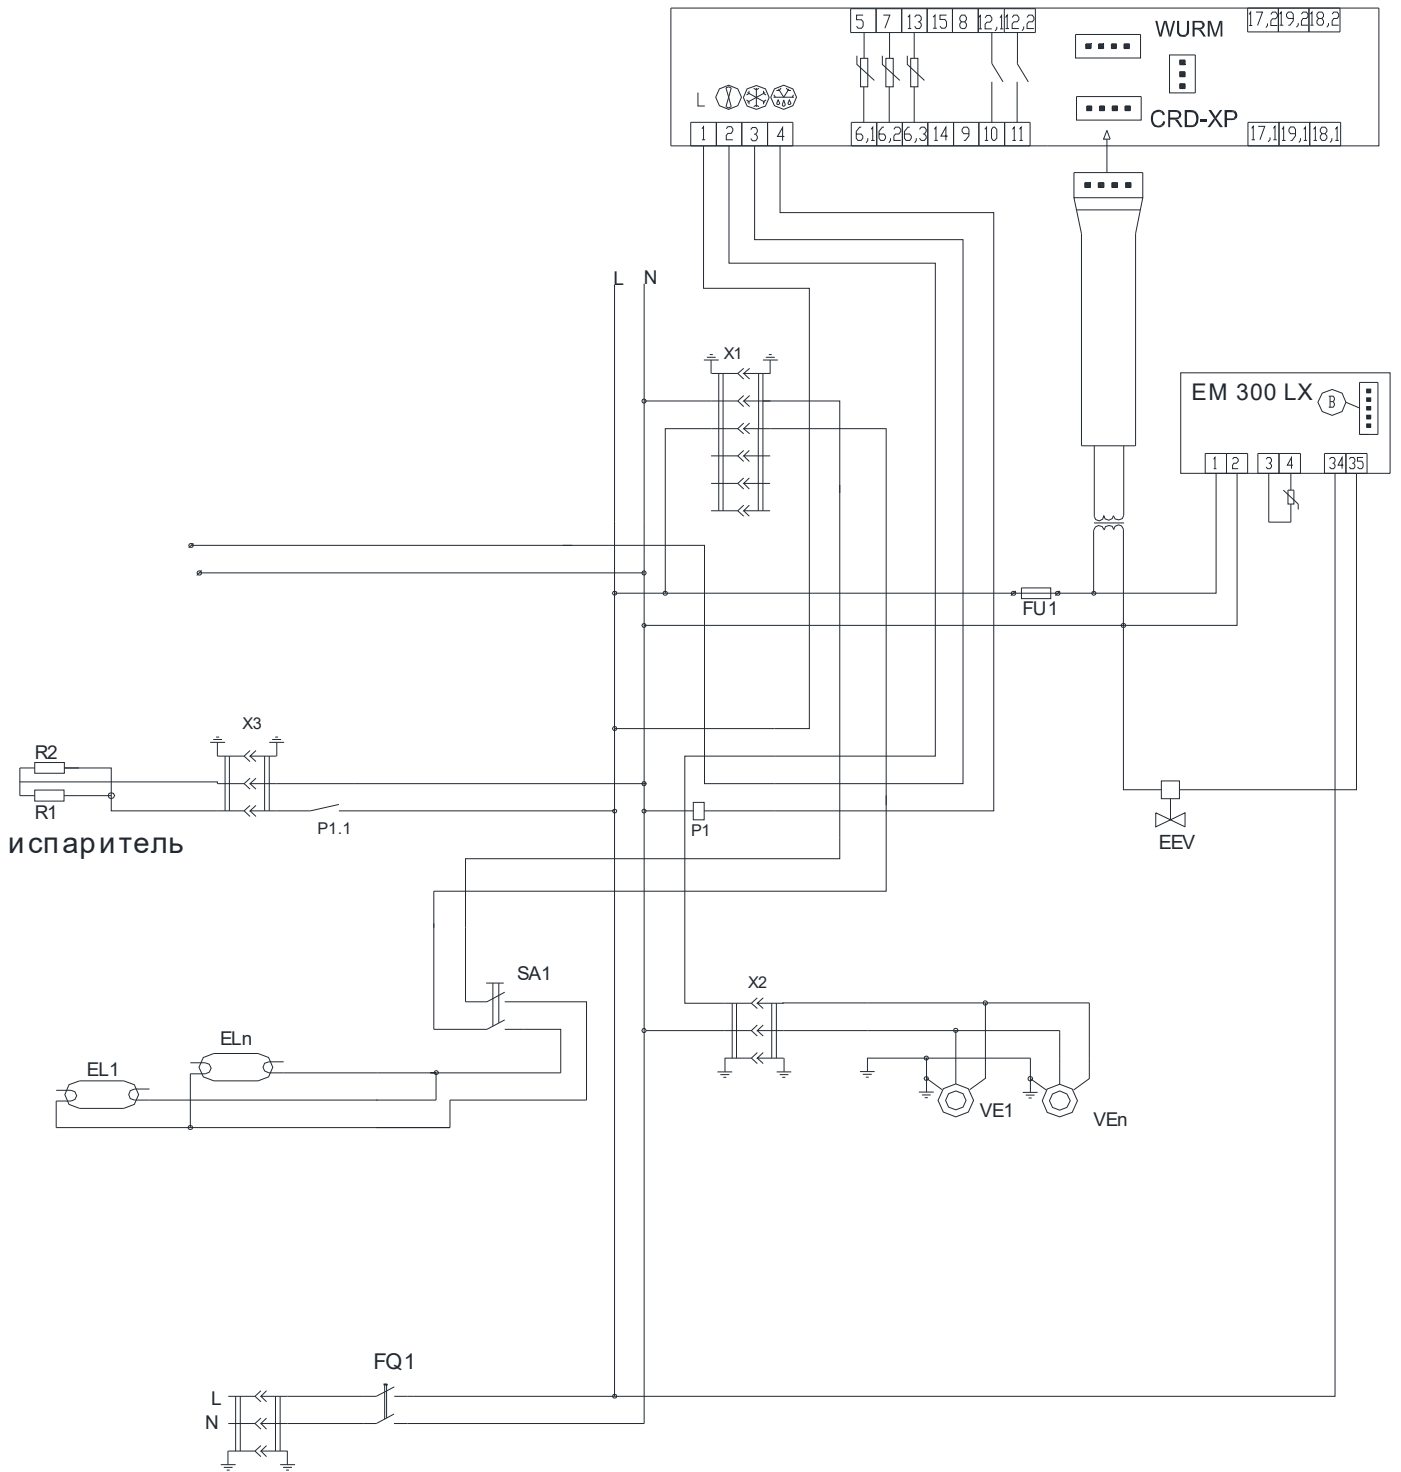 5 7 13 15 8 12,1 12,2
17,2 19,2 18,2
WURM
L
CRD-XP
1 2 3 4
6,1 6,2 6,3 14 9 10 11
17,1 19,1 18,1
L N
X1
EM 300 LX
B
1 2 3 4 34 35
FU1
X3
R2
R1
P1.1
P1
испаритель
EEV
SA1
X2
ELn
EL1
VE1
VEn
FQ1
L
N